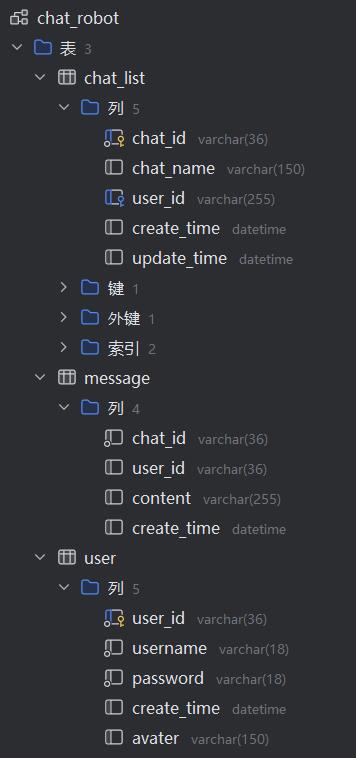 chat_robot
表 3
chat_list
列 5
chat_id varchar(36)
chat_name varchar(150)
user_id varchar(255)
create_time datetime
update_time datetime
键 1
外键 1
索引 2
message
列 4
chat_id varchar(36)
user_id varchar(36)
content varchar(255)
create_time datetime
user
列 5
user_id varchar(36)
username varchar(18)
password varchar(18)
create_time datetime
avater varchar(150)